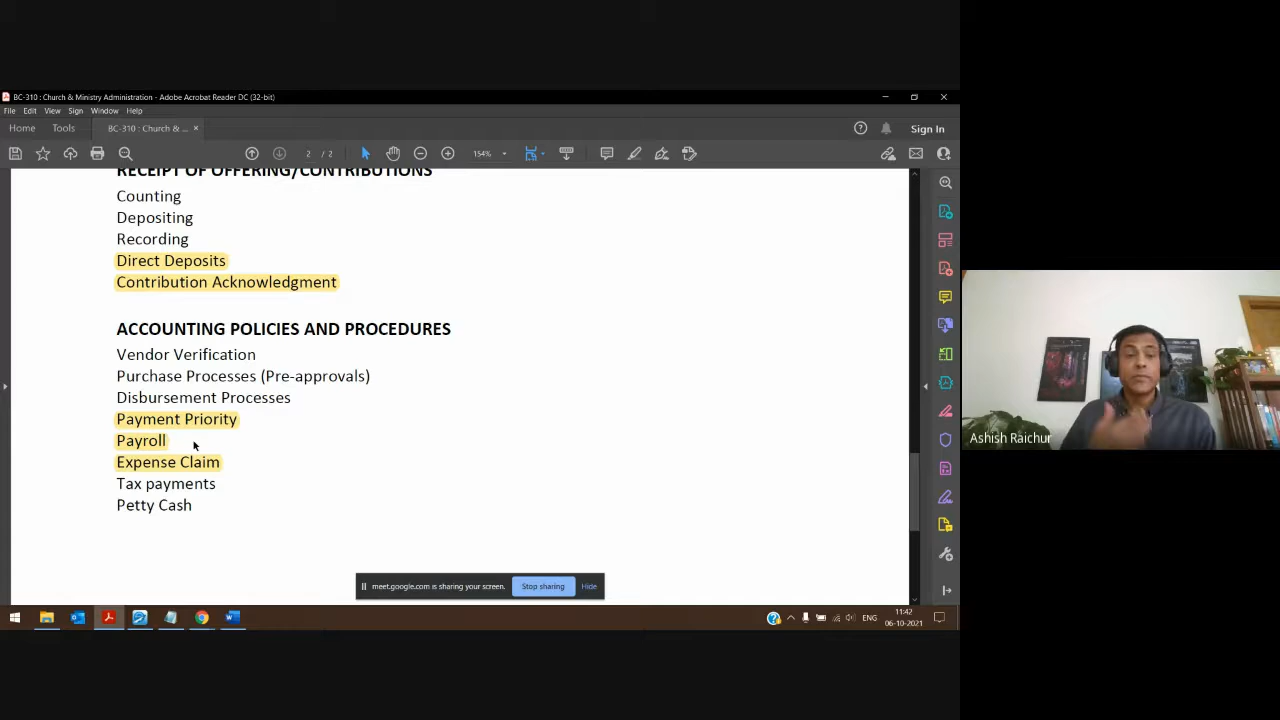 BC-310 : Church & Ministry Administration - Adobe Acrobat Reader DC (32-bit)
File Edit View Sign Window Help
Home Tools BC-310 : Church & ... × Sign In
2 / 2 154%
RECEIPT OF OFFERING/CONTRIBUTIONS
Counting
Depositing
Recording
Direct Deposits
Contribution Acknowledgment
ACCOUNTING POLICIES AND PROCEDURES
Vendor Verification
Purchase Processes (Pre-approvals)
Disbursement Processes
Payment Priority
Payroll
Expense Claim
Tax payments
Petty Cash
Ashish Raichur
meet.google.com is sharing your screen. Stop sharing Hide
ENG
11:42
06-10-2021